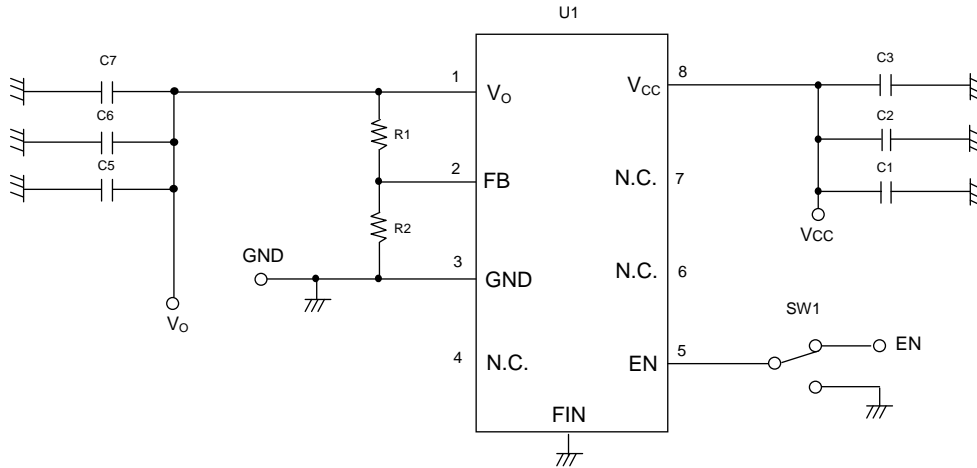 U1
C7
C3
1
8
Vo
VCC
C6
C2
R1
C5
C1
2
FB
N.C.
7
R2
VCC
GND
3
GND
N.C.
6
Vo
SW1
4
N.C.
EN
5
EN
FIN